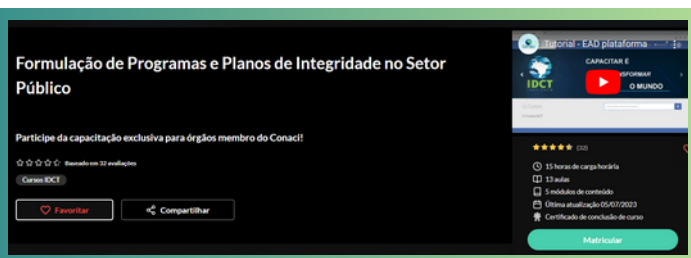 Formulação de Programas e Planos de Integridade no Setor
Público
Participe da capacitação exclusiva para órgãos membro do Conaci!
Baseado em 32 avaliações
Cursos IDCT
Favoritar
Compartilhar
Tutorial - EAD plataforma
CAPACITAR É
NSFORMAR
O MUNDO
IDCT
(32)
15 horas de carga horária
13 aulas
5 módulos de conteúdo
Última atualização 05/07/2023
Certificado de conclusão de curso
Matricular